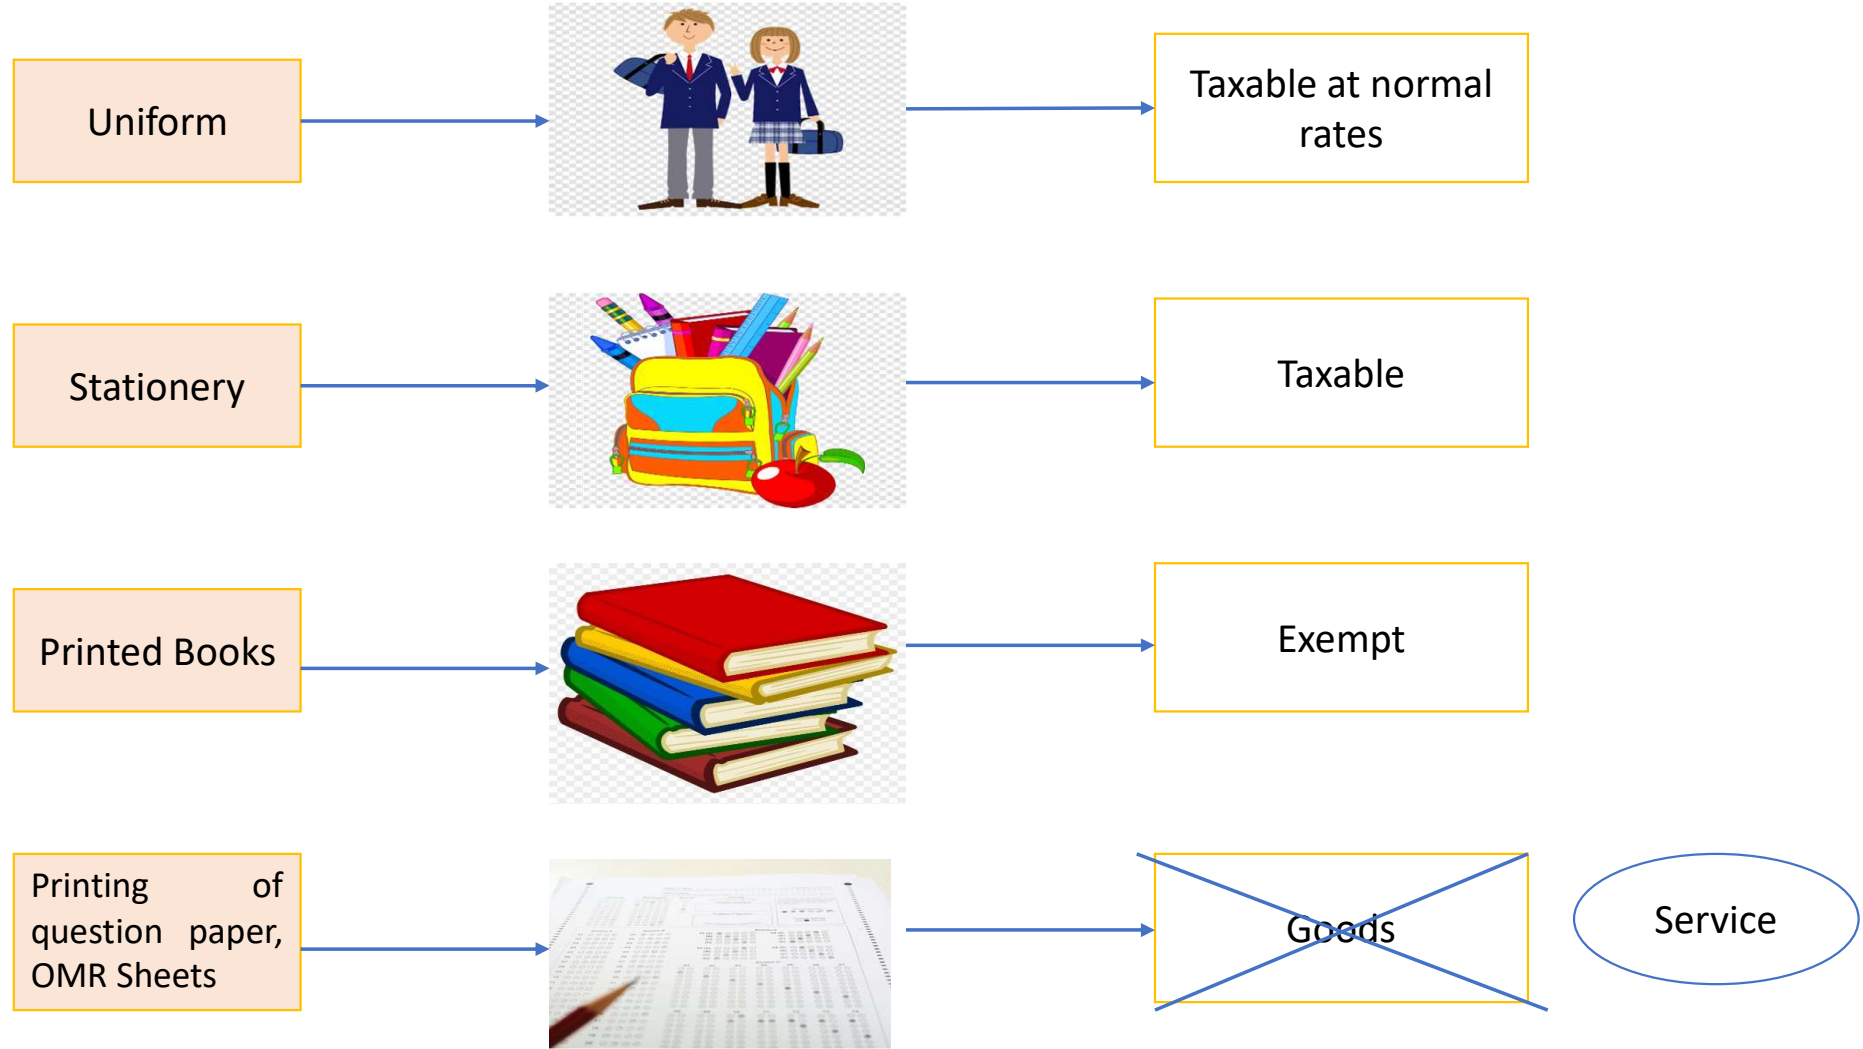 Uniform
Taxable at normal
rates
Stationery
Taxable
Printed Books
Exempt
Printing of
question paper,
OMR Sheets
Goods
Service